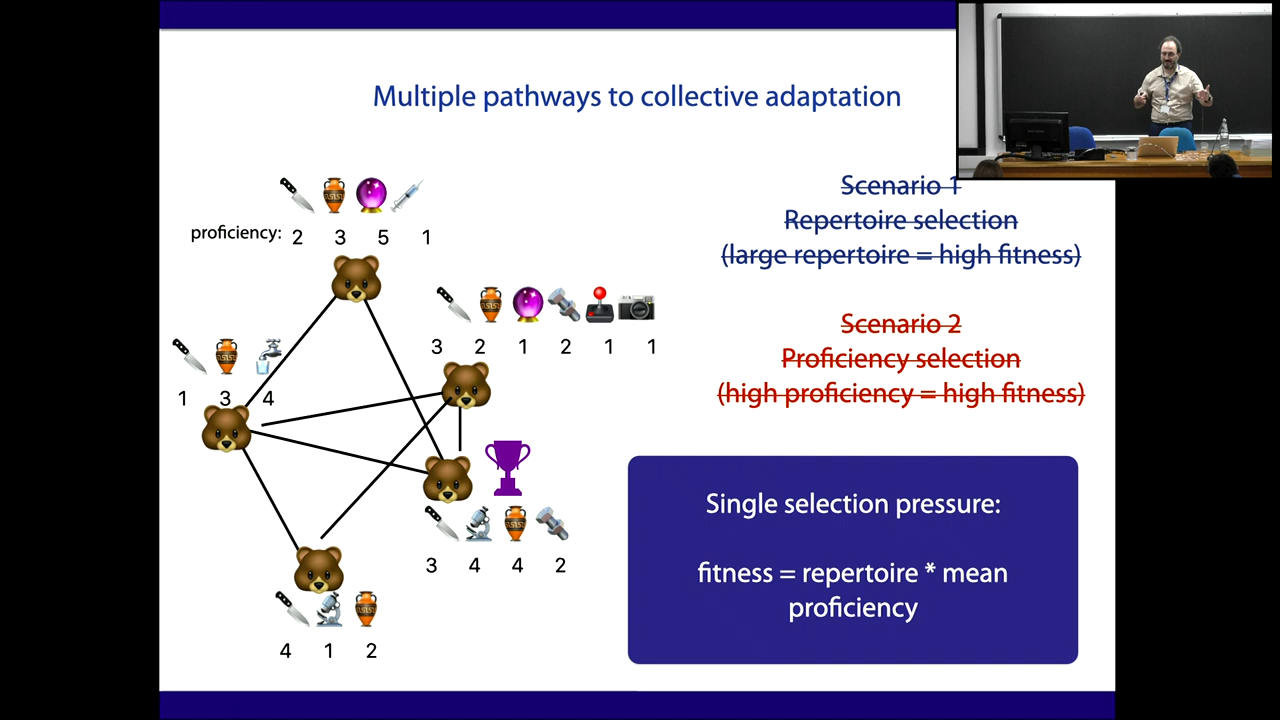 Multiple pathways to collective adaptation
proficiency: 2 3 5 1
3 2 1 2 1 1
1 3 4
3 4 4 2
4 1 2
Scenario 1
Repertoire selection
(large repertoire = high fitness)
Scenario 2
Proficiency selection
(high proficiency = high fitness)
Single selection pressure:
fitness = repertoire * mean
proficiency